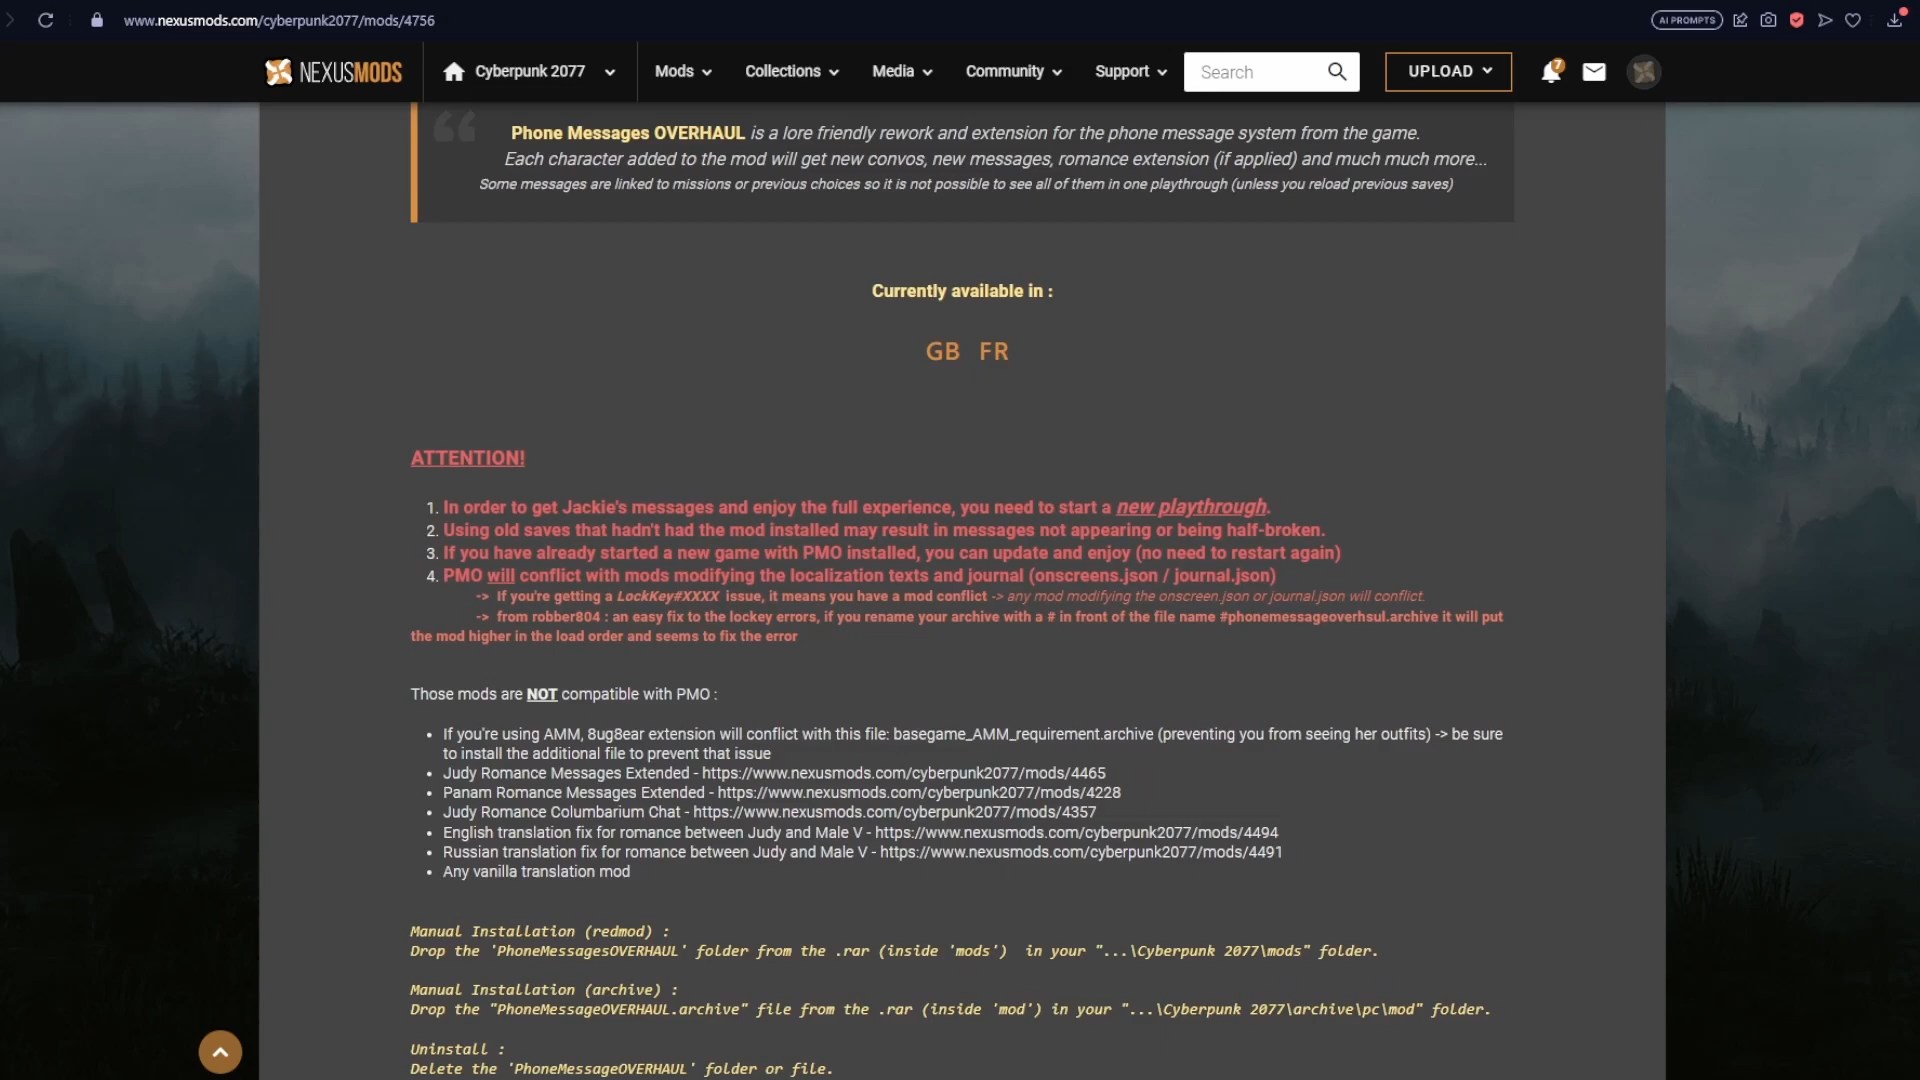 www.nexusmods.com/cyberpunk2077/mods/4756
AI PROMPTS
NEXUSMODS
Cyberpunk 2077
Mods
Collections
Media
Community
Support
Search
UPLOAD
7
Phone Messages OVERHAUL is a lore friendly rework and extension for the phone message system from the game.
Each character added to the mod will get new convos, new messages, romance extension (if applied) and much much more...
Some messages are linked to missions or previous choices so it is not possible to see all of them in one playthrough (unless you reload previous saves)
Currently available in :
GB FR
ATTENTION!
1. In order to get Jackie's messages and enjoy the full experience, you need to start a new playthrough.
2. Using old saves that hadn't had the mod installed may result in messages not appearing or being half-broken.
3. If you have already started a new game with PMO installed, you can update and enjoy (no need to restart again)
4. PMO will conflict with mods modifying the localization texts and journal (onscreens.json / journal.json)
-> If you're getting a LockKey#XXXX issue, it means you have a mod conflict -> any mod modifying the onscreen.json or journal.json will conflict.
-> from robber804 : an easy fix to the lockey errors, if you rename your archive with a # in front of the file name #phonemessageoverhsul.archive it will put
the mod higher in the load order and seems to fix the error
Those mods are NOT compatible with PMO :
• If you're using AMM, 8ug8ear extension will conflict with this file: basegame_AMM_requirement.archive (preventing you from seeing her outfits) -> be sure
to install the additional file to prevent that issue
• Judy Romance Messages Extended - https://www.nexusmods.com/cyberpunk2077/mods/4465
• Panam Romance Messages Extended - https://www.nexusmods.com/cyberpunk2077/mods/4228
• Judy Romance Columbarium Chat - https://www.nexusmods.com/cyberpunk2077/mods/4357
• English translation fix for romance between Judy and Male V - https://www.nexusmods.com/cyberpunk2077/mods/4494
• Russian translation fix for romance between Judy and Male V - https://www.nexusmods.com/cyberpunk2077/mods/4491
• Any vanilla translation mod
Manual Installation (redmod) :
Drop the 'PhoneMessagesOVERHAUL' folder from the .rar (inside 'mods') in your "...\Cyberpunk 2077\mods" folder.
Manual Installation (archive) :
Drop the "PhoneMessageOVERHAUL.archive" file from the .rar (inside 'mod') in your "...\Cyberpunk 2077\archive\pc\mod" folder.
Uninstall :
Delete the 'PhoneMessageOVERHAUL' folder or file.